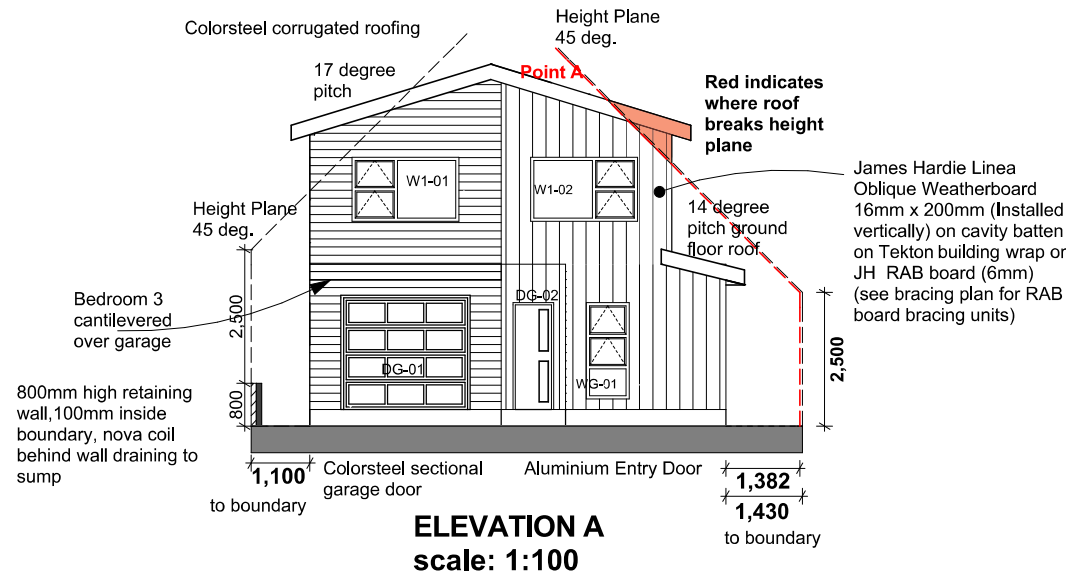 Colorsteel corrugated roofing
Height Plane
45 deg.
17 degree
pitch
Point A
Red indicates
where roof
breaks height
plane
W1-01
W1-02
James Hardie Linea
Oblique Weatherboard
16mm x 200mm (Installed
vertically) on cavity batten
on Tekton building wrap or
JH RAB board (6mm)
(see bracing plan for RAB
board bracing units)
Height Plane
45 deg.
14 degree
pitch ground
floor roof
Bedroom 3
cantilevered
over garage
2,500
DG-02
DG-01
WG-01
2,500
800mm high retaining
wall,100mm inside
boundary, nova coil
behind wall draining to
sump
800
1,100
to boundary
Colorsteel sectional
garage door
Aluminium Entry Door
1,382
1,430
to boundary
ELEVATION A
scale: 1:100